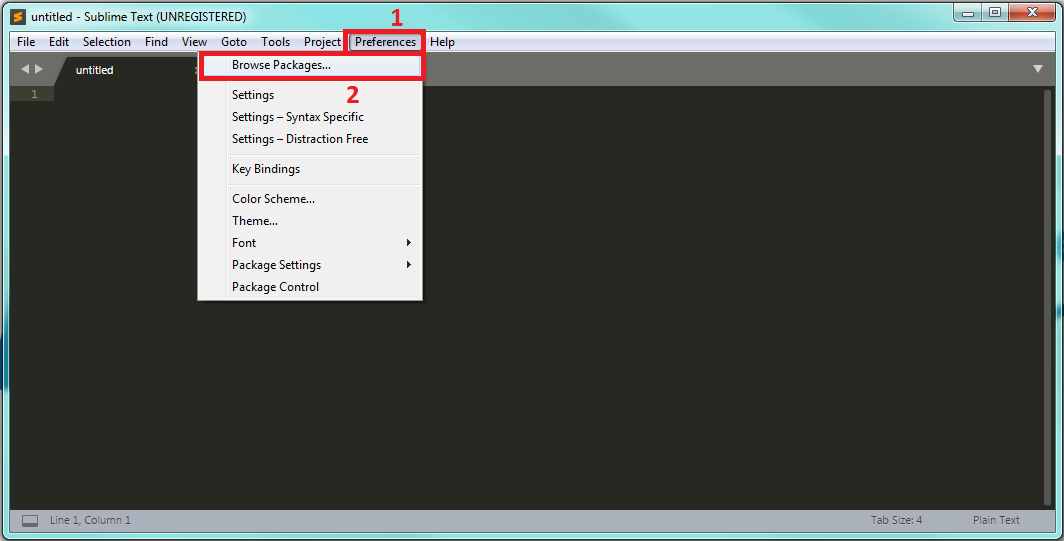 untitled - Sublime Text (UNREGISTERED)
1
File Edit Selection Find View Goto Tools Project Preferences Help
untitled
Browse Packages...
1
2
Settings
Settings – Syntax Specific
Settings – Distraction Free
Key Bindings
Color Scheme...
Theme...
Font
Package Settings
Package Control
Line 1, Column 1 Tab Size: 4 Plain Text